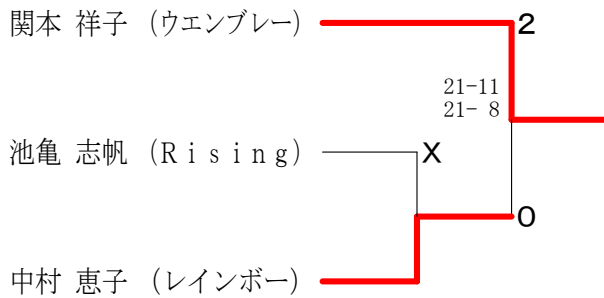 関本 祥子 (ウエンブレー)
2
21-11
21- 8
池亀 志帆 (Rising)
X
0
中村 恵子 (レインボー)